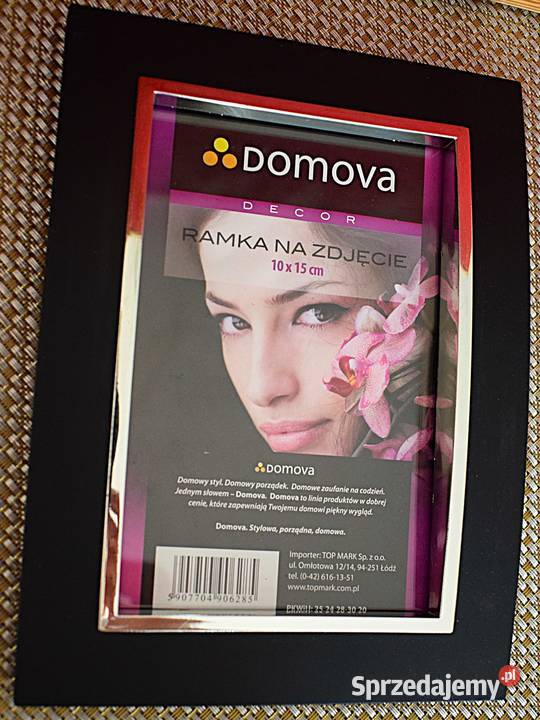 DOMOVA
DECOR
RAMKA NA ZDJĘCIE
10 x 15 cm
DOMOVA
Domowy styl. Domowy porządek. Domowe zaufanie na codzień.
Jednym słowem – Domova. Domova to linia produktów w dobrej
cenie, które zapewniają Twojemu domowi piękny wygląd.
Domova. Stylowa, porządna, domowa.
Importer: TOP MARK Sp. z o.o.
ul. Omłotowa 12/14, 94-251 Łódź
tel. (0-42) 616-13-51
www.topmark.com.pl
5 907704 906285
PKWiU: 25 24 28-30 20
Sprzedajemy.pl